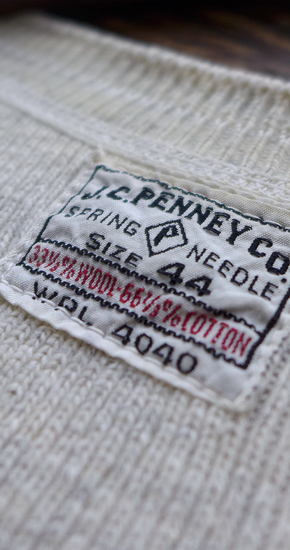 J.C. PENNEY CO
SPRING P NEEDLE
SIZE 44
33⅓% WOOL-66⅔% COTTON
WPL 4040